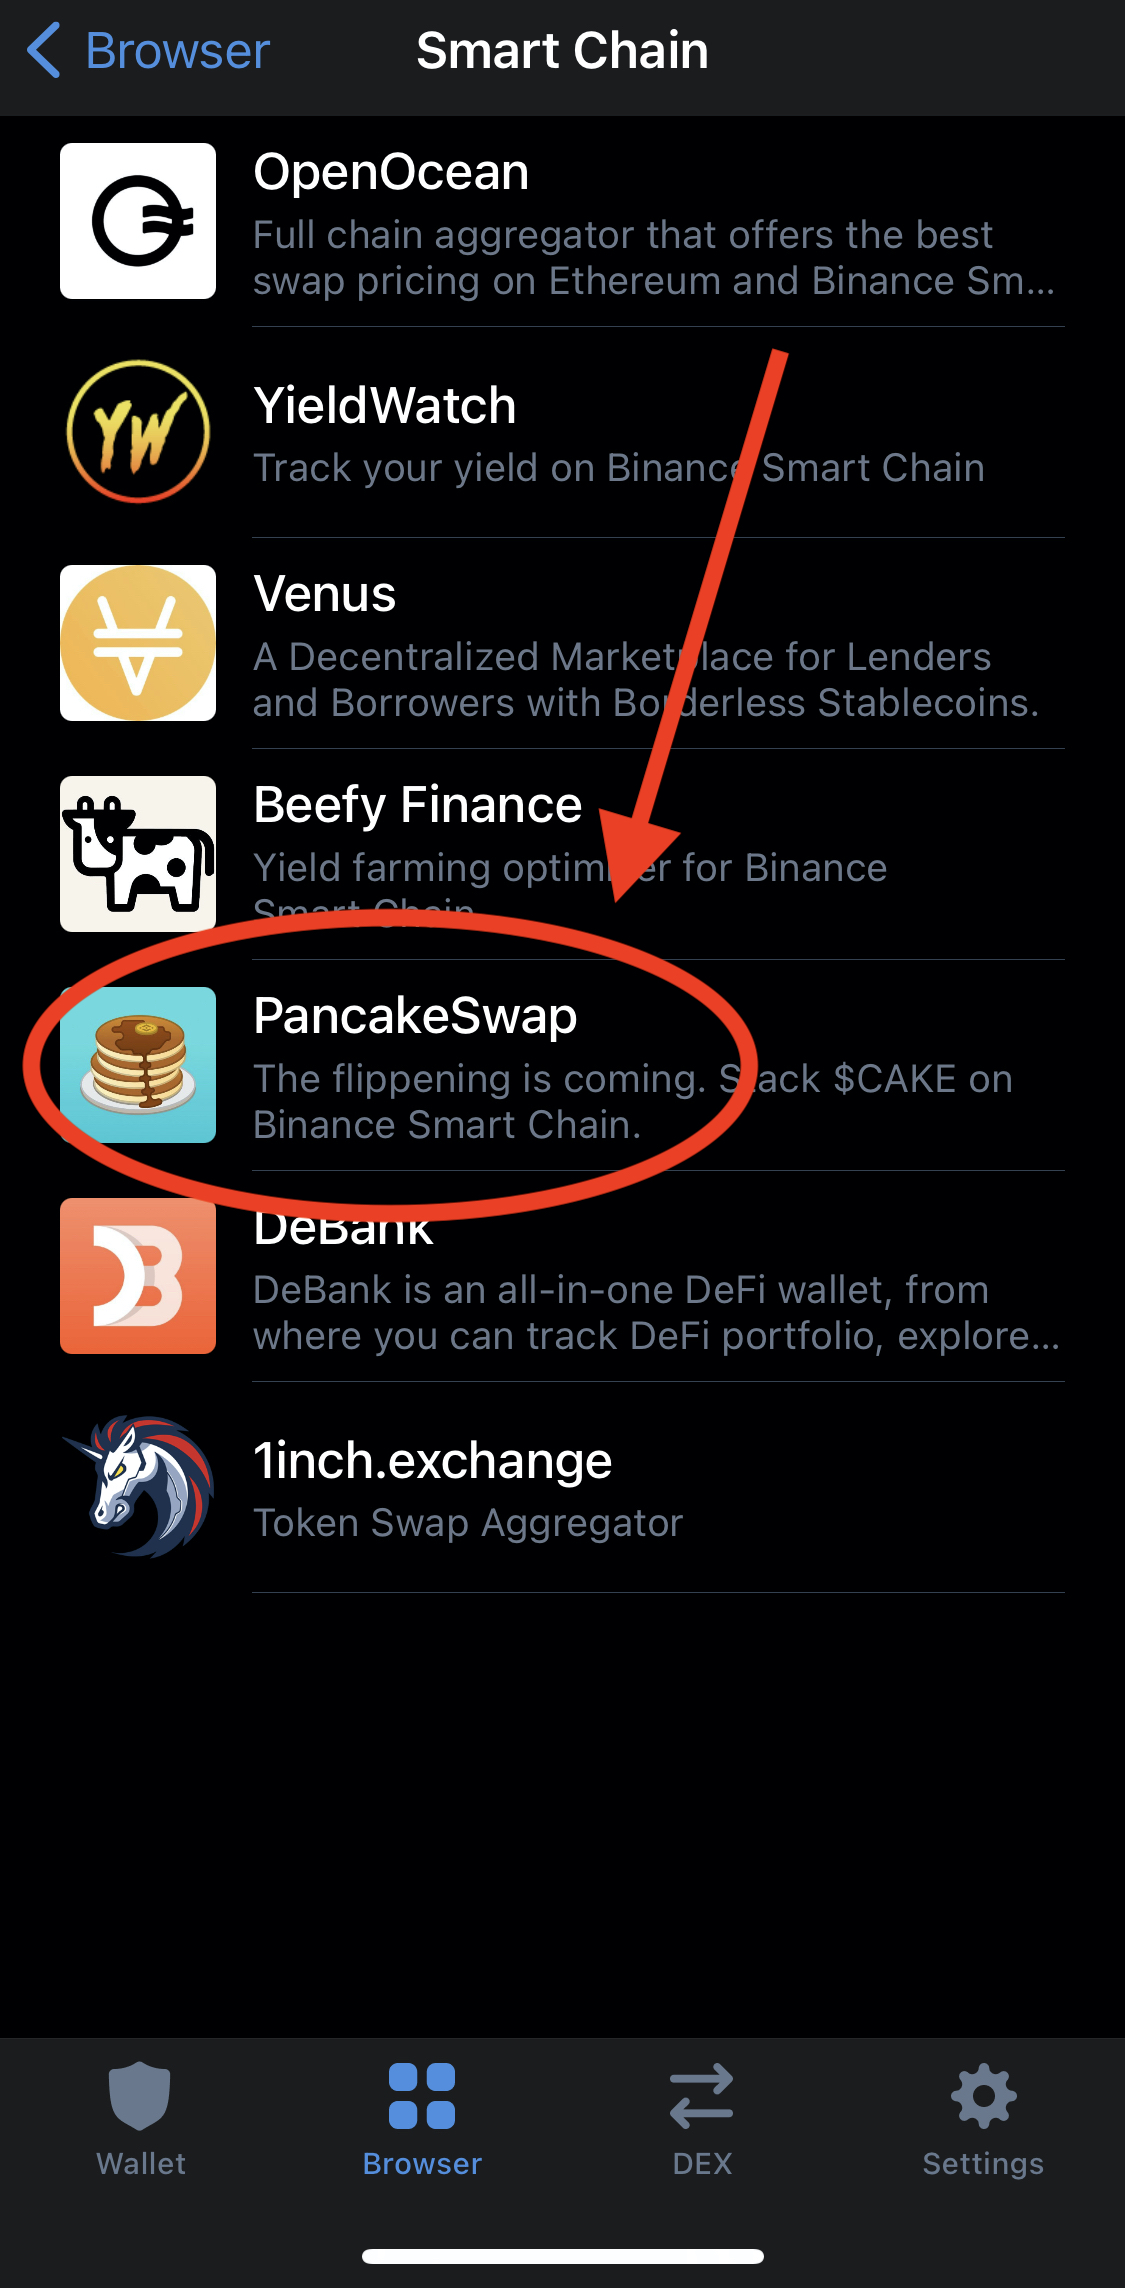 Browser
Smart Chain
OpenOcean
Full chain aggregator that offers the best
swap pricing on Ethereum and Binance Sm...
YW
YieldWatch
Track your yield on Binance Smart Chain
Venus
A Decentralized Marketplace for Lenders
and Borrowers with Borderless Stablecoins.
Beefy Finance
Yield farming optimizer for Binance
Smart Chain
PancakeSwap
The flippening is coming. Stack $CAKE on
Binance Smart Chain.
DeBank
DeBank is an all-in-one DeFi wallet, from
where you can track DeFi portfolio, explore...
1inch.exchange
Token Swap Aggregator
Wallet
Browser
DEX
Settings